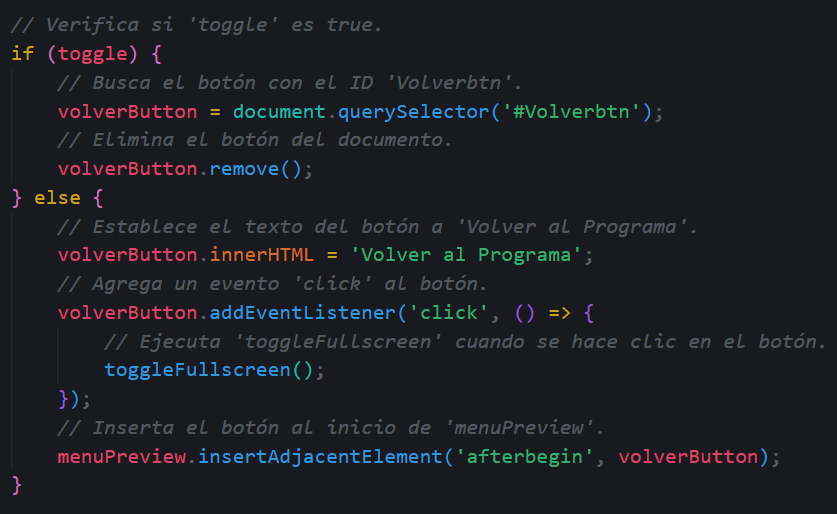 // Verifica si 'toggle' es true.
if (toggle) {
    // Busca el botón con el ID 'Volverbtn'.
    volverButton = document.querySelector('#Volverbtn');
    // Elimina el botón del documento.
    volverButton.remove();
} else {
    // Establece el texto del botón a 'Volver al Programa'.
    volverButton.innerHTML = 'Volver al Programa';
    // Agrega un evento 'click' al botón.
    volverButton.addEventListener('click', () => {
        // Ejecuta 'toggleFullscreen' cuando se hace clic en el botón.
        toggleFullscreen();
    });
    // Inserta el botón al inicio de 'menuPreview'.
    menuPreview.insertAdjacentElement('afterbegin', volverButton);
}